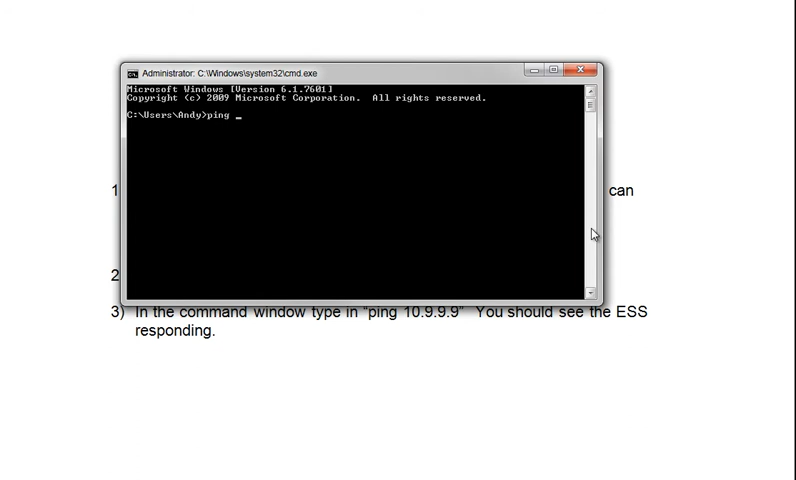 Administrator: C:\Windows\system32\cmd.exe
Microsoft Windows [Version 6.1.7601]
Copyright (c) 2009 Microsoft Corporation.  All rights reserved.
C:\Users\Andy>ping _
1
can
2
3) In the command window type in "ping 10.9.9.9" You should see the ESS
responding.